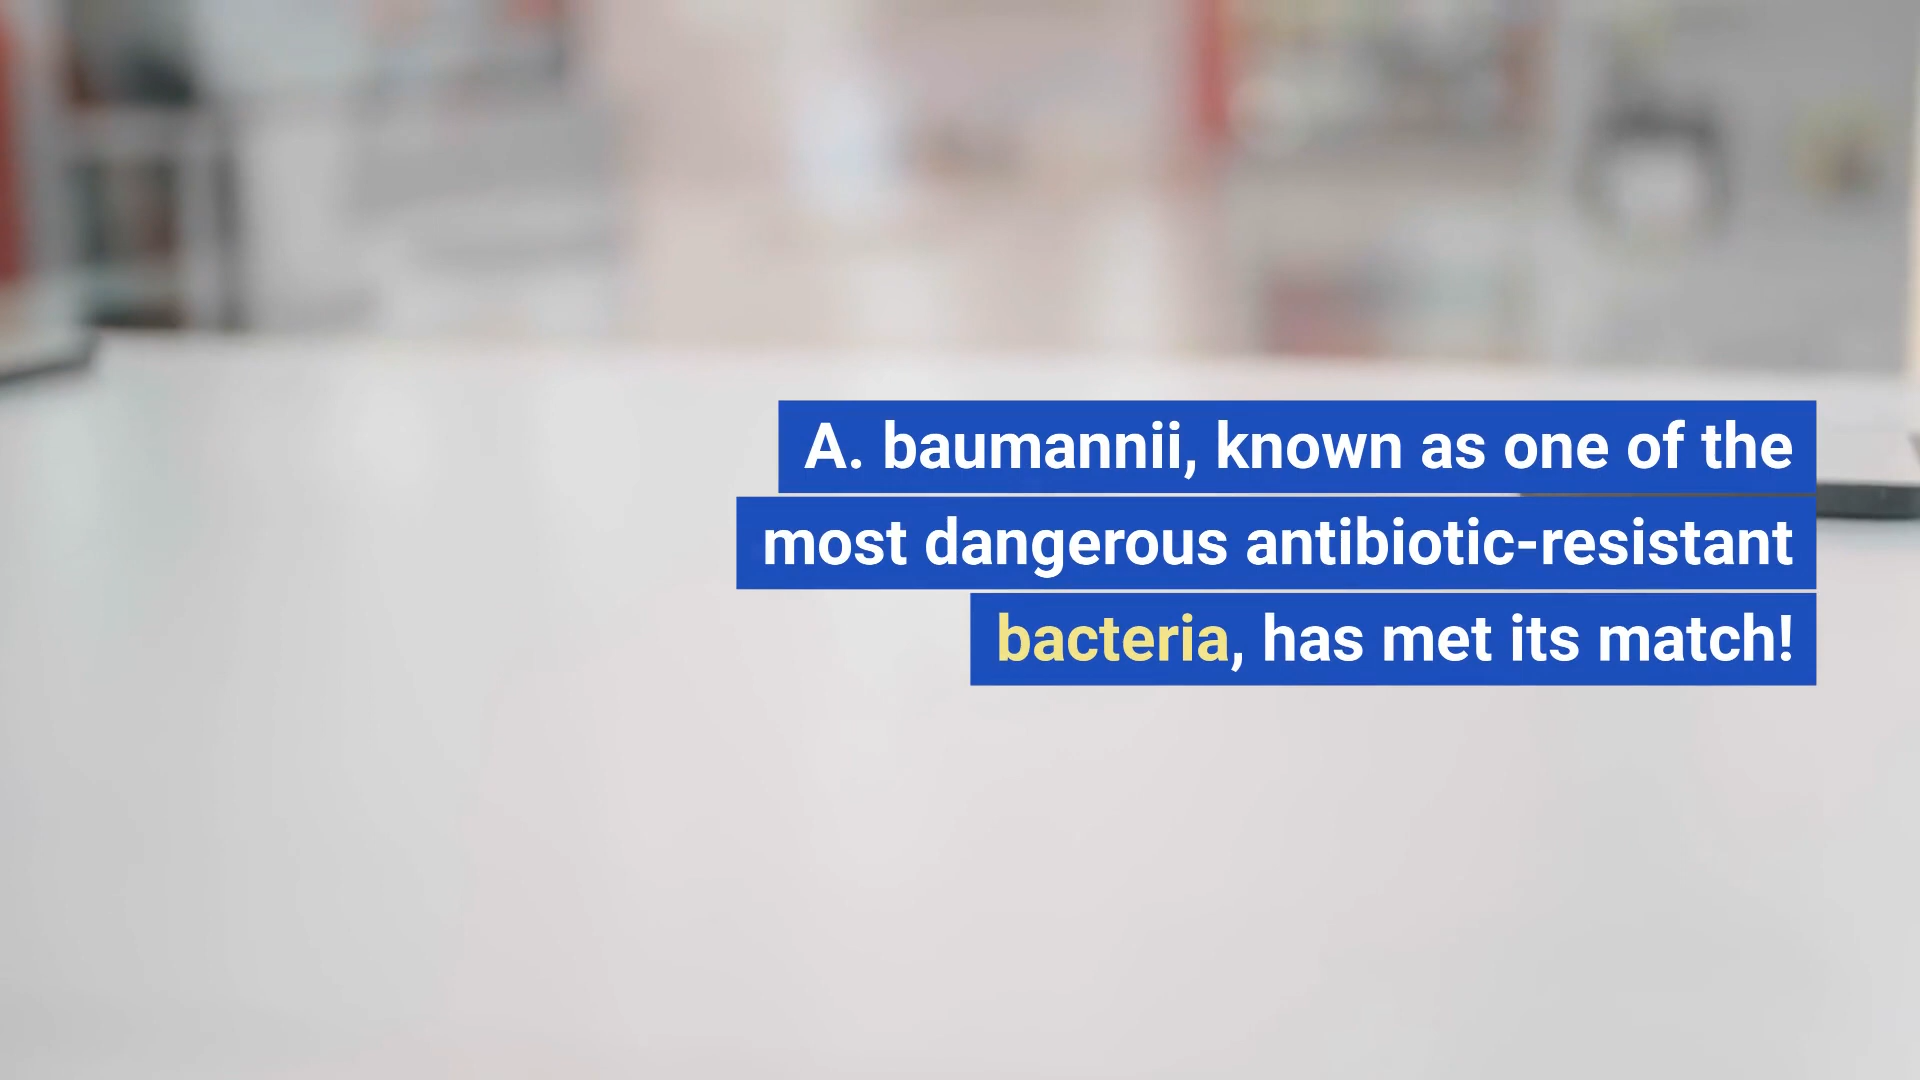 A. baumannii, known as one of the
most dangerous antibiotic-resistant
bacteria, has met its match!